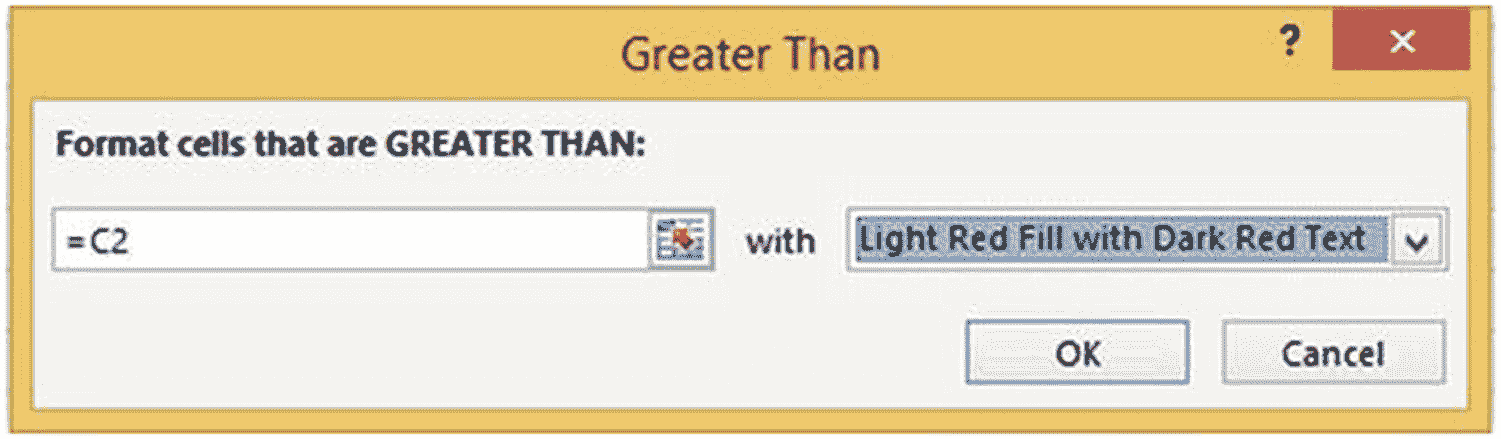 Greater Than
?
Format cells that are GREATER THAN:
=C2 with Light Red Fill with Dark Red Text
OK Cancel